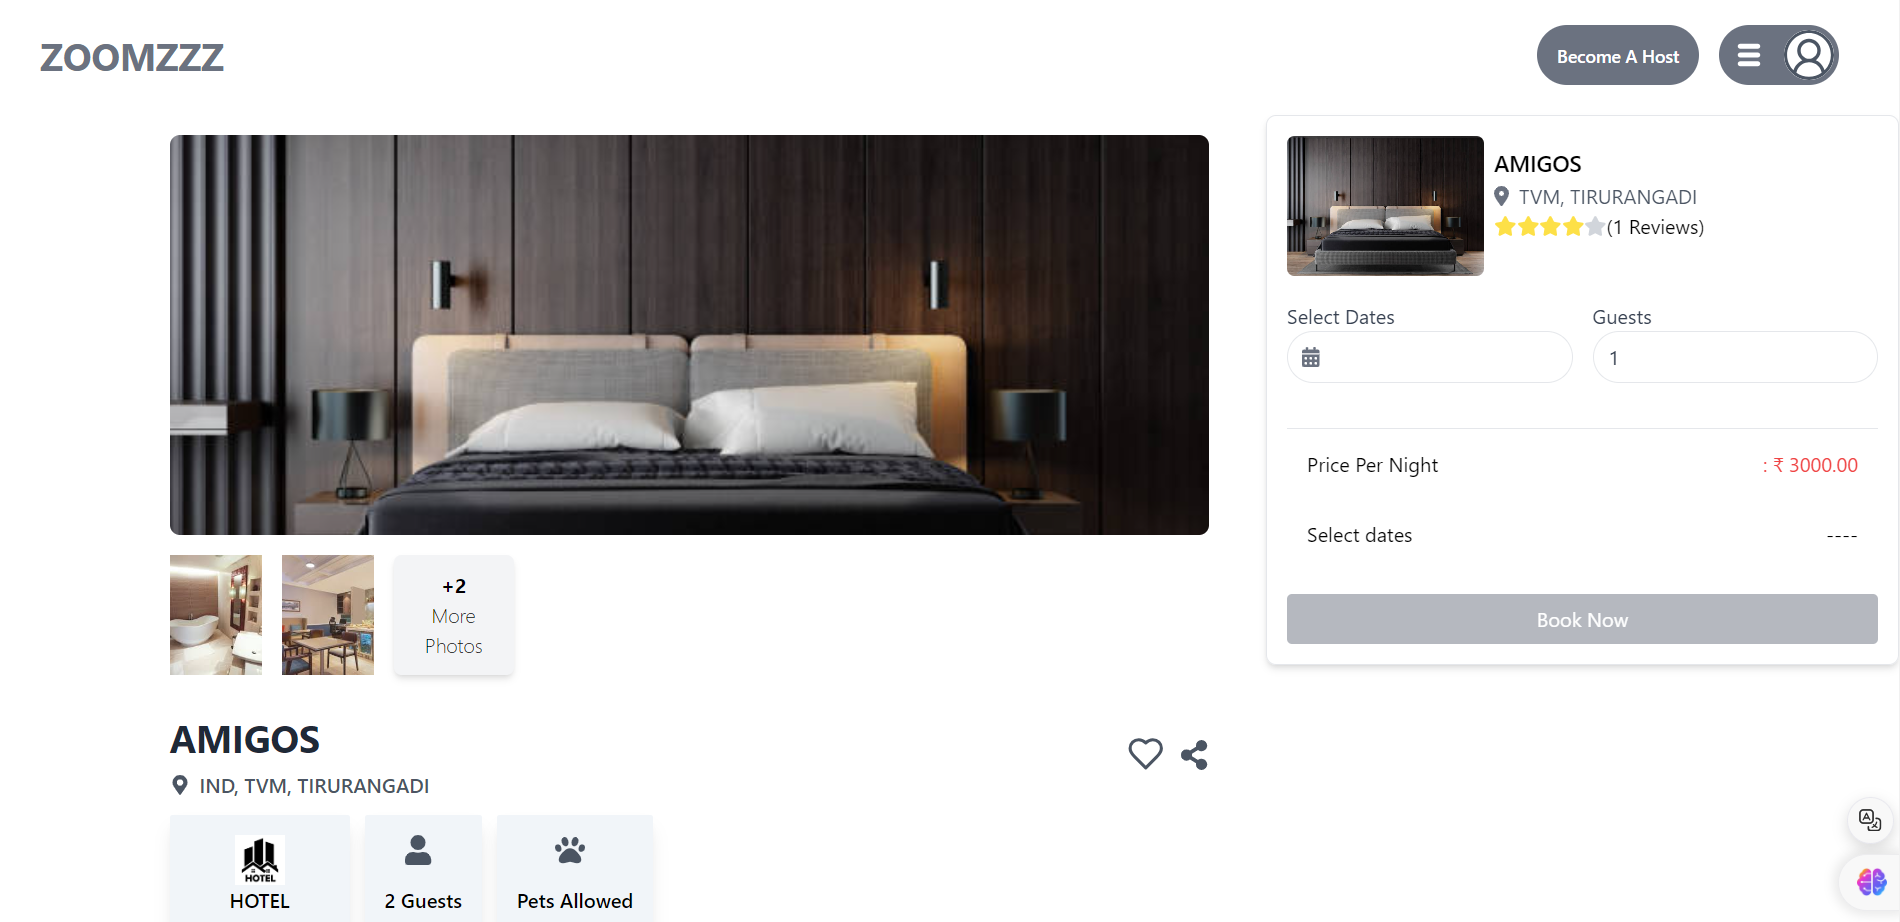 ZOOMZZZ
Become A Host
AMIGOS
TVM, TIRURANGADI
(1 Reviews)
Select Dates
Guests
1
Price Per Night
: ₹ 3000.00
Select dates
----
Book Now
+2
More
Photos
AMIGOS
IND, TVM, TIRURANGADI
HOTEL
HOTEL
2 Guests
Pets Allowed